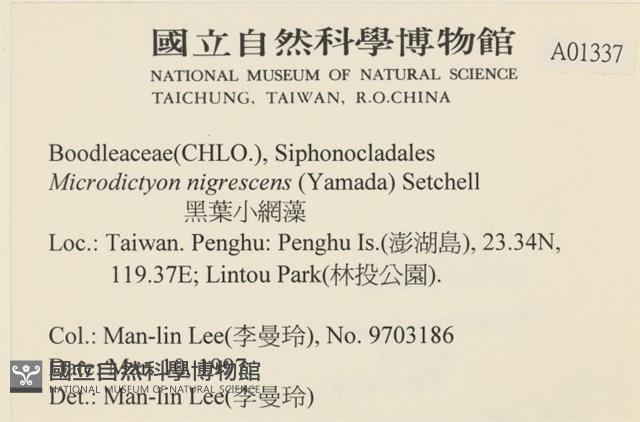 國立自然科學博物館
A01337
NATIONAL MUSEUM OF NATURAL SCIENCE
TAICHUNG, TAIWAN, R.O.CHINA
Boodleaceae(CHLO.), Siphonocladales
Microdictyon nigrescens (Yamada) Setchell
黑葉小網藻
Loc.: Taiwan. Penghu: Penghu Is.(澎湖島), 23.34N,
119.37E; Lintou Park(林投公園).
Col.: Man-lin Lee(李曼玲), No. 9703186
Date: Mar. 10, 1997
國立自然科學博物館
NATIONAL MUSEUM OF NATURAL SCIENCE
Det.: Man-lin Lee(李曼玲)